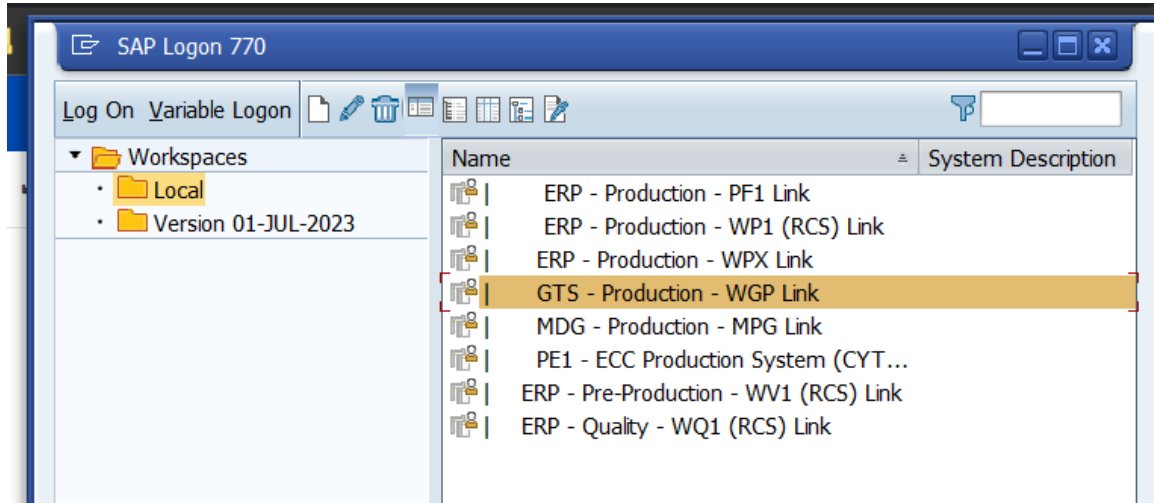 SAP Logon 770
Log On Variable Logon
Workspaces
Local
Version 01-JUL-2023
Name System Description
ERP - Production - PF1 Link
ERP - Production - WP1 (RCS) Link
ERP - Production - WPX Link
GTS - Production - WGP Link
MDG - Production - MPG Link
PE1 - ECC Production System (CYT...
ERP - Pre-Production - WV1 (RCS) Link
ERP - Quality - WQ1 (RCS) Link